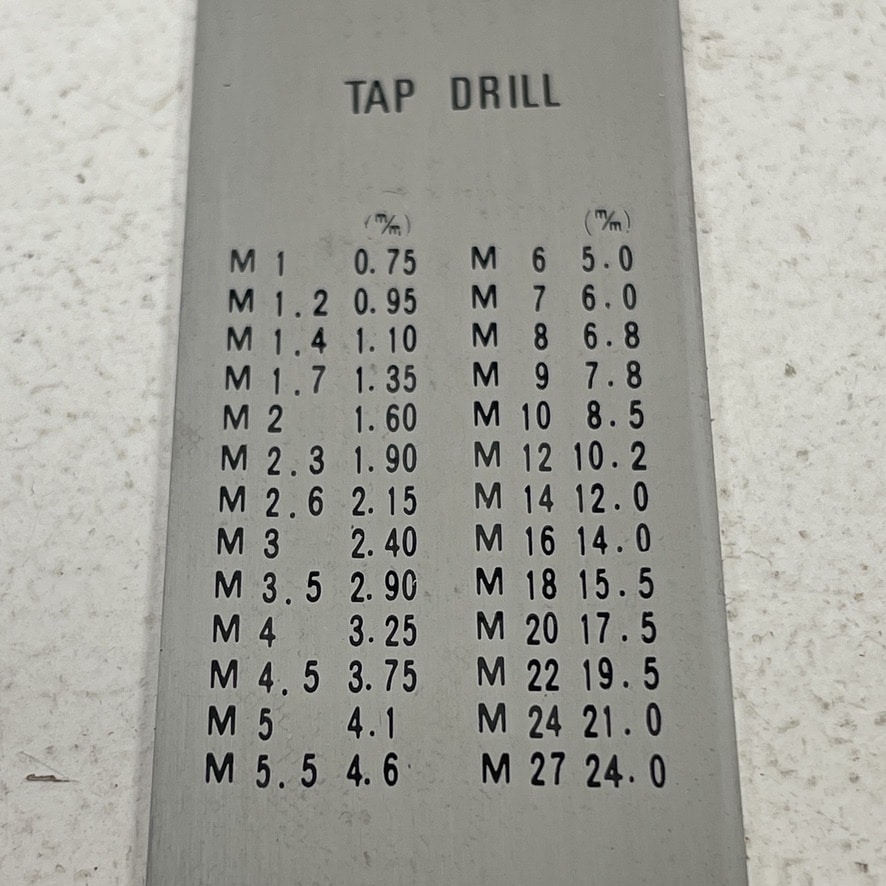 TAP DRILL
(m/m) (m/m)
M 1 0.75 M 6 5.0
M 1.2 0.95 M 7 6.0
M 1.4 1.10 M 8 6.8
M 1.7 1.35 M 9 7.8
M 2 1.60 M 10 8.5
M 2.3 1.90 M 12 10.2
M 2.6 2.15 M 14 12.0
M 3 2.40 M 16 14.0
M 3.5 2.90 M 18 15.5
M 4 3.25 M 20 17.5
M 4.5 3.75 M 22 19.5
M 5 4.1 M 24 21.0
M 5.5 4.6 M 27 24.0